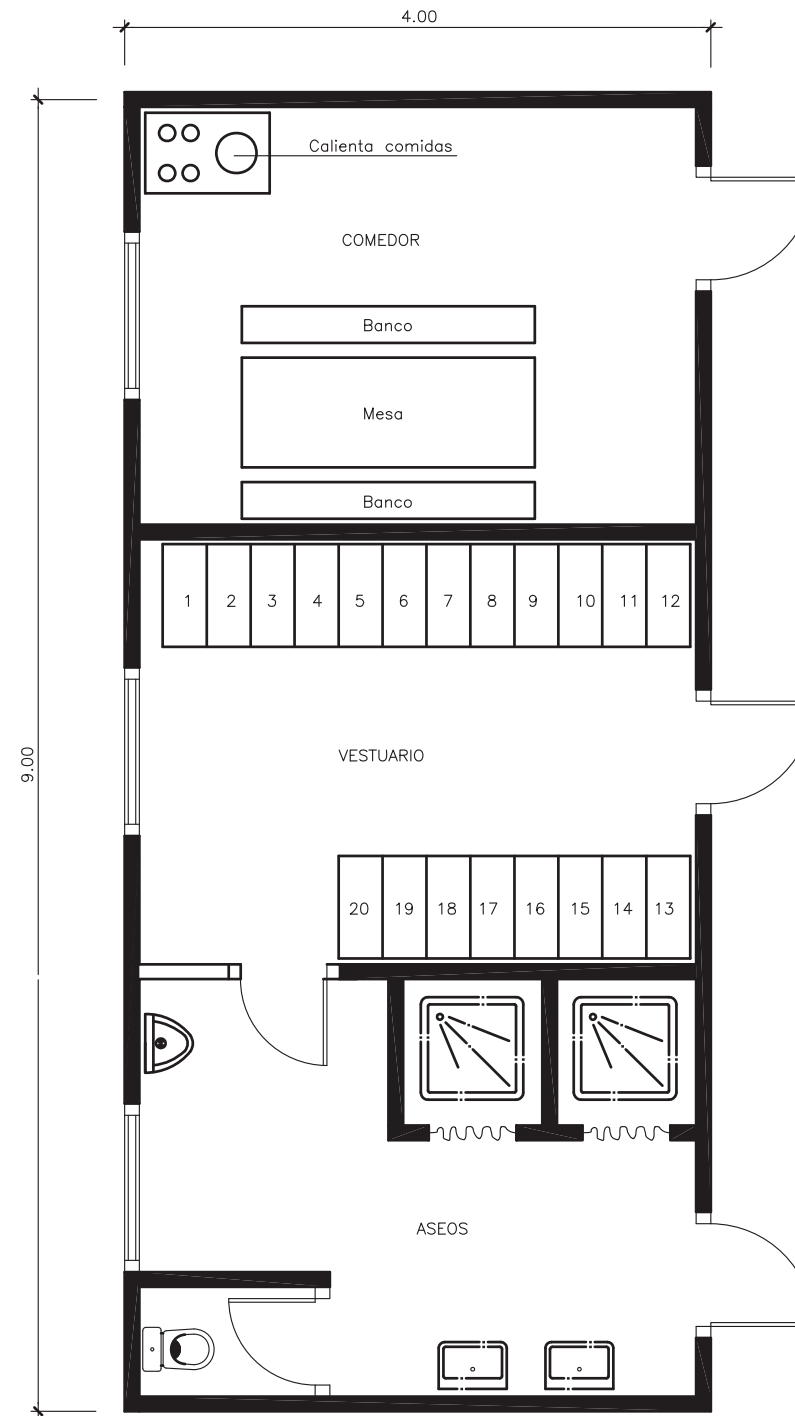 4.00
Calienta comidas
COMEDOR
Banco
Mesa
Banco
1 2 3 4 5 6 7 8 9 10 11 12
9.00
VESTUARIO
20 19 18 17 16 15 14 13
ASEOS